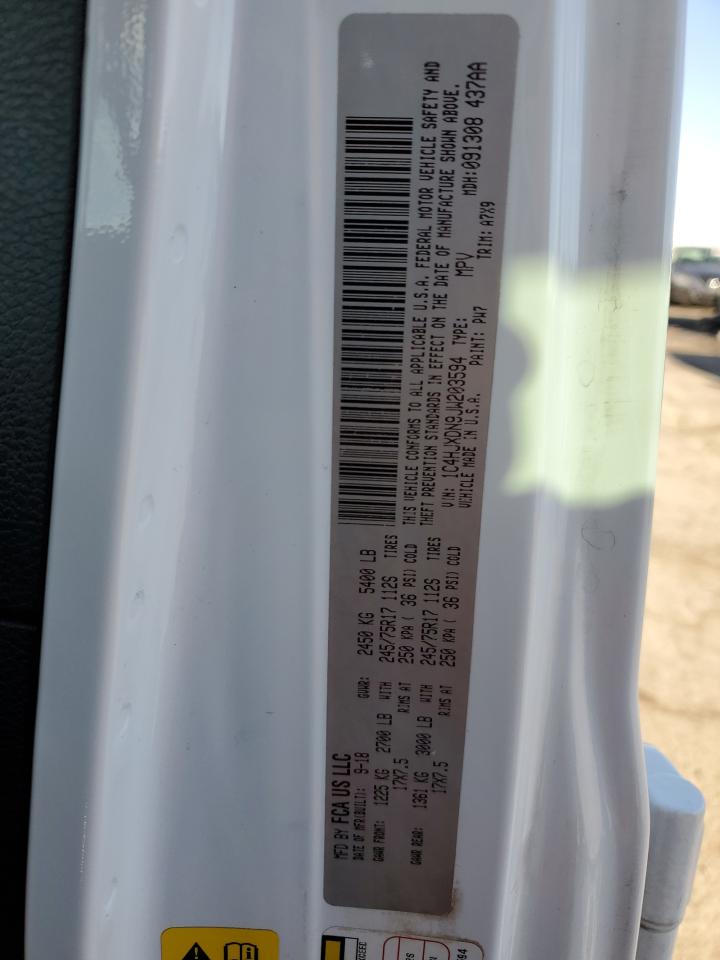 MFD BY FCA US LLC
DATE OF MFR(BUILT): 9-18 GVWR: 2450 KG 5400 LB
GAWR FRONT: 1225 KG 2700 LB WITH 245/75R17 112S TIRES
17X7.5 RIMS AT 250 KPA ( 36 PSI) COLD
GAWR REAR: 1361 KG 3000 LB WITH 245/75R17 112S TIRES
17X7.5 RIMS AT 250 KPA ( 36 PSI) COLD
THIS VEHICLE CONFORMS TO ALL APPLICABLE U.S.A. FEDERAL MOTOR VEHICLE SAFETY AND
THEFT PREVENTION STANDARDS IN EFFECT ON THE DATE OF MANUFACTURE SHOWN ABOVE.
VIN: 1C4HJXDN9JW203594 TYPE: MPV MDH:091308 437AA
VEHICLE MADE IN U.S.A. PAINT: PW7 TRIM: A7X9